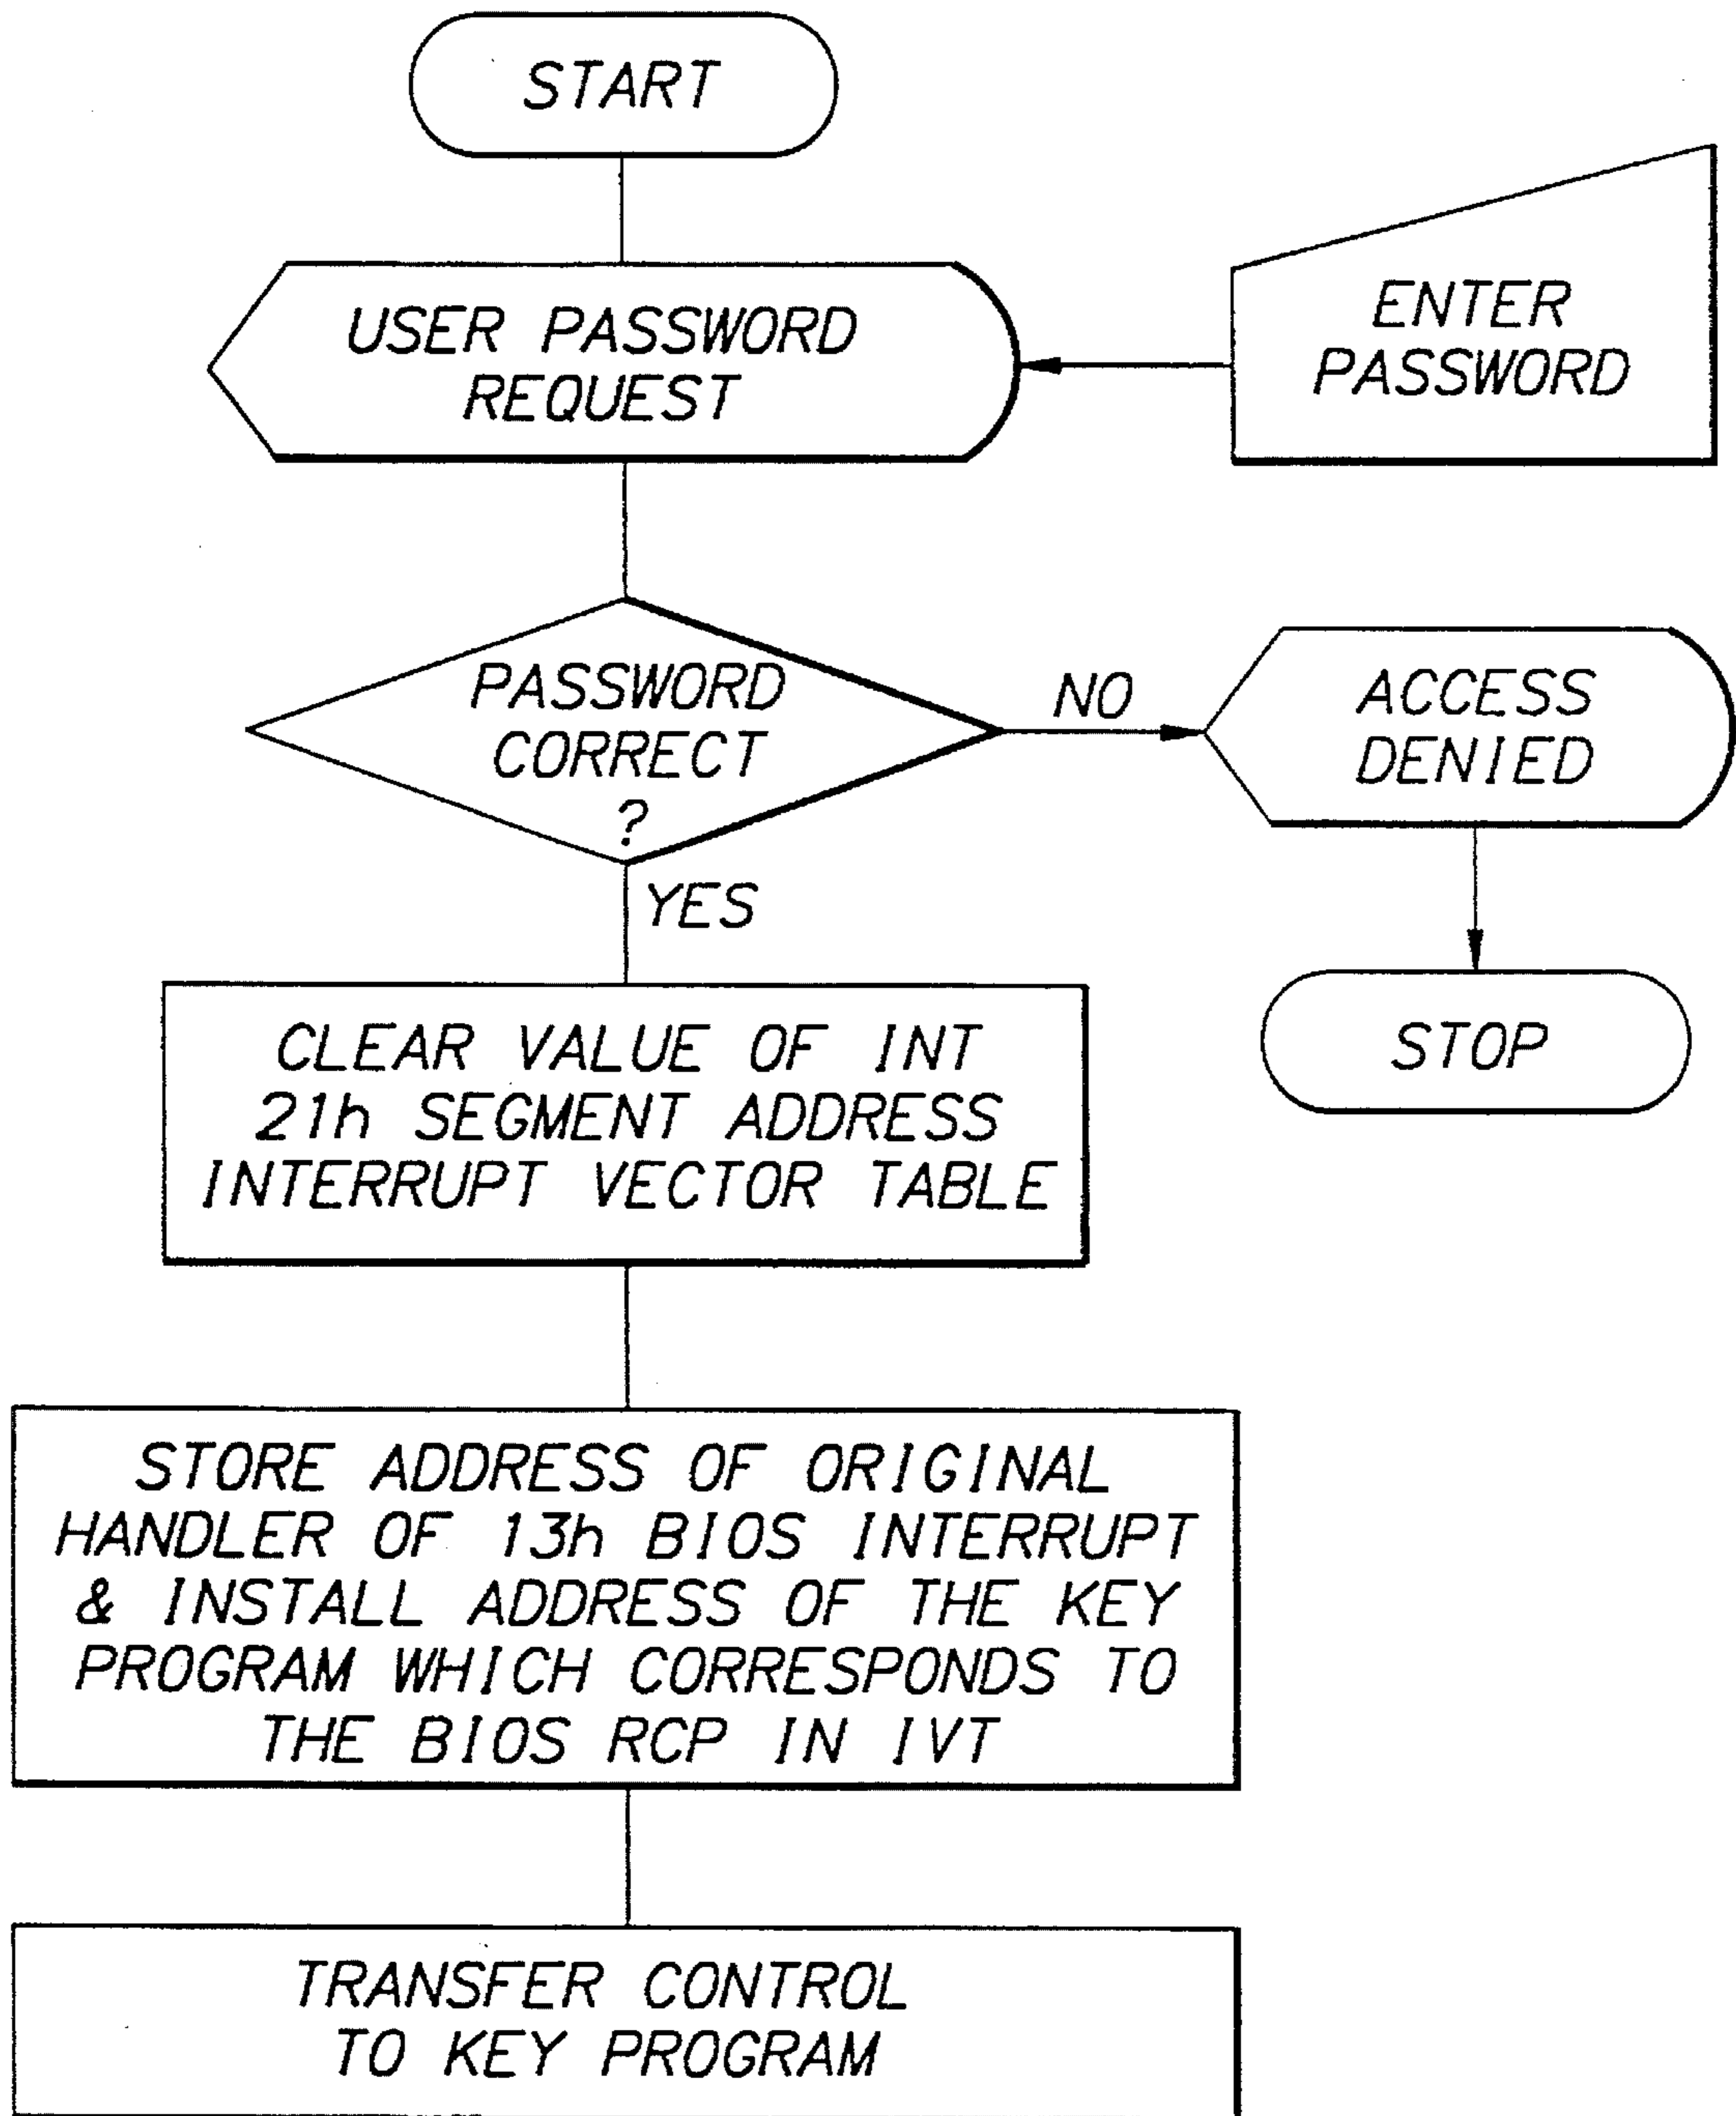 START
USER PASSWORD
REQUEST
ENTER
PASSWORD
PASSWORD
CORRECT
?
NO
ACCESS
DENIED
YES
STOP
CLEAR VALUE OF INT
21h SEGMENT ADDRESS
INTERRUPT VECTOR TABLE
STORE ADDRESS OF ORIGINAL
HANDLER OF 13h BIOS INTERRUPT
& INSTALL ADDRESS OF THE KEY
PROGRAM WHICH CORRESPONDS TO
THE BIOS RCP IN IVT
TRANSFER CONTROL
TO KEY PROGRAM